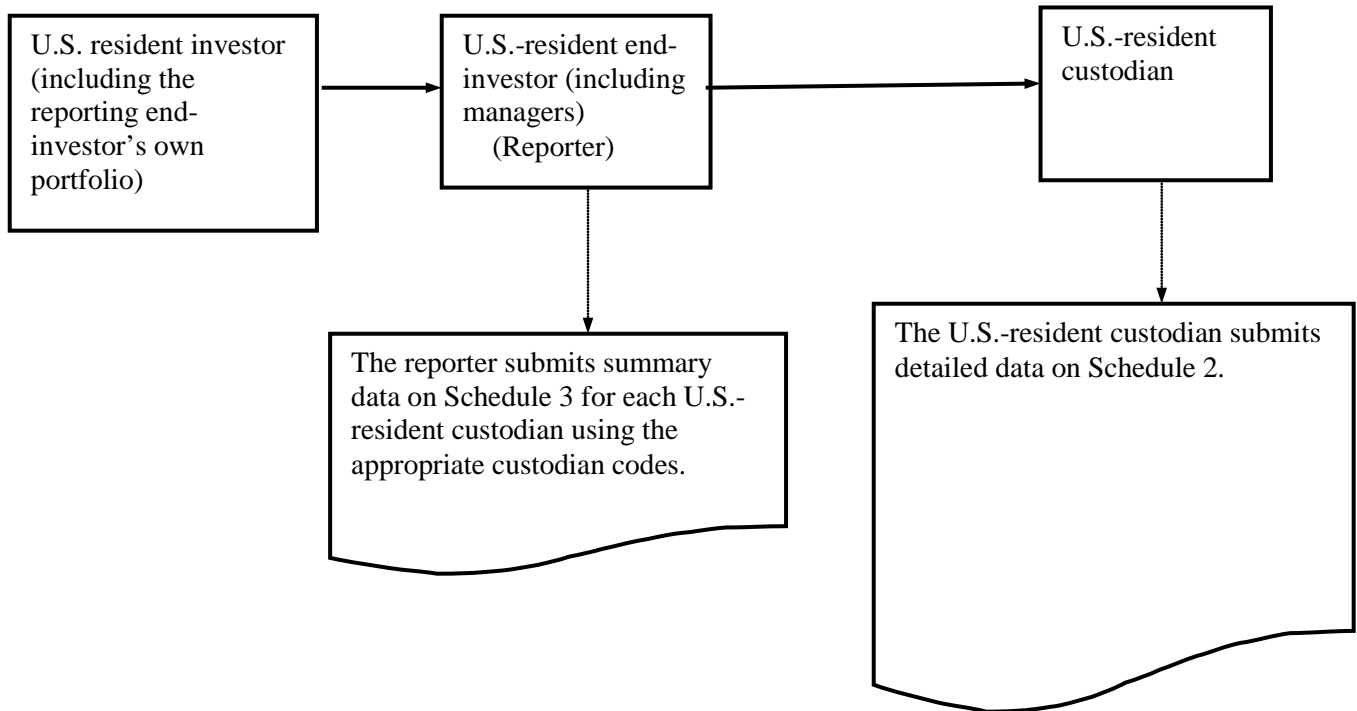 U.S. resident investor
(including the
reporting end-
investor’s own
portfolio)
U.S.-resident end-
investor (including
managers)
(Reporter)
U.S.-resident
custodian
The reporter submits summary
data on Schedule 3 for each U.S.-
resident custodian using the
appropriate custodian codes.
The U.S.-resident custodian submits
detailed data on Schedule 2.